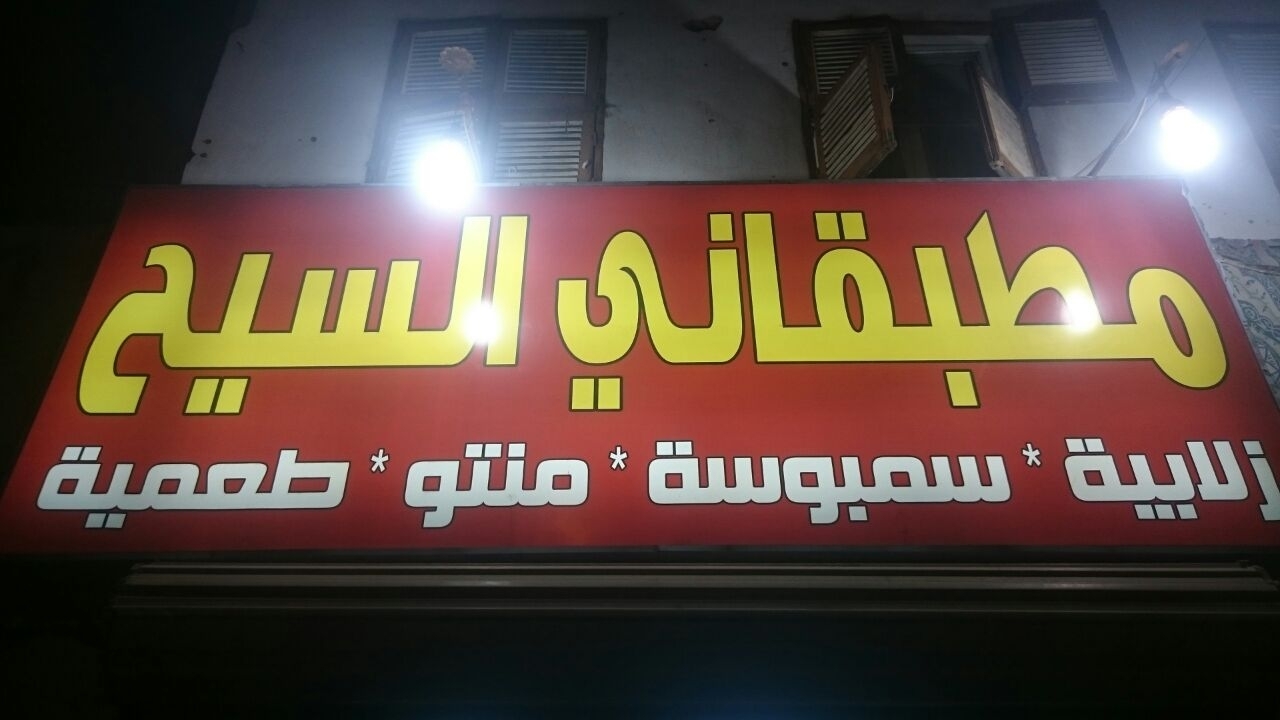 مطبقاني السيح
زلابية * سمبوسة * منتو * طعمية